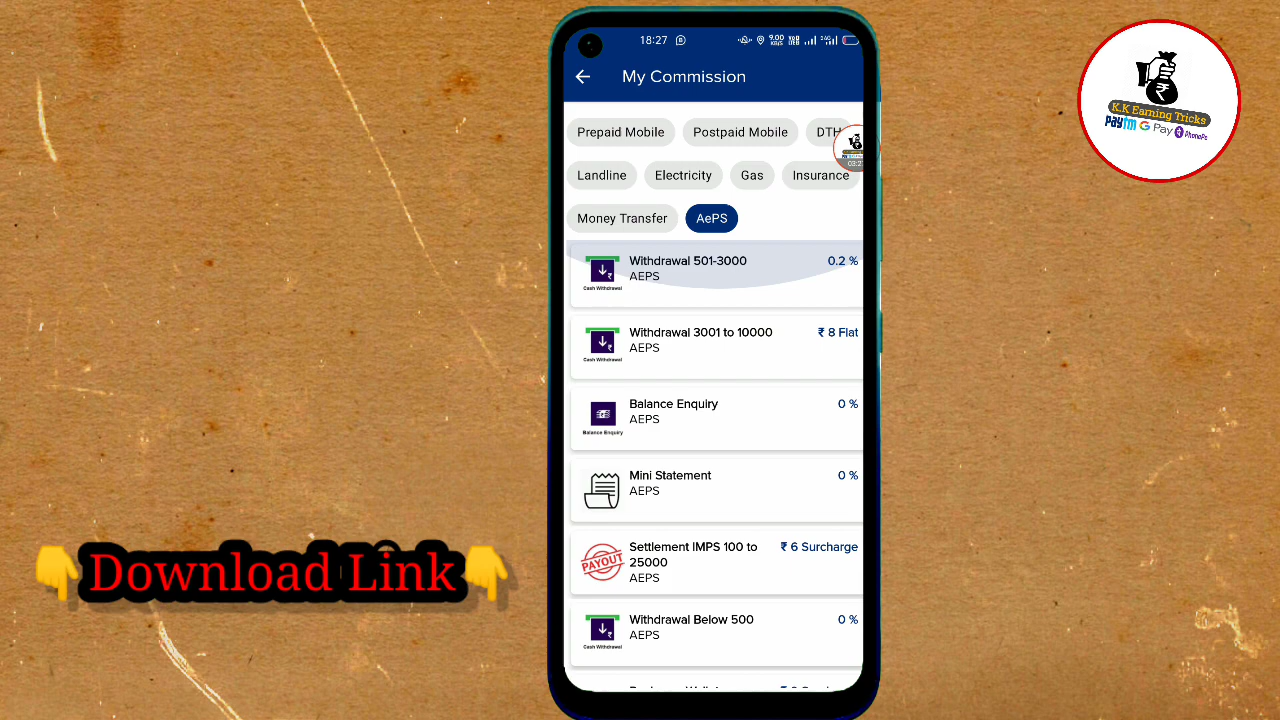 18:27
9.00
KB/S
My Commission
Prepaid Mobile
Postpaid Mobile
DTH
Landline
Electricity
Gas
Insurance
Money Transfer
AePS
Withdrawal 501-3000
0.2 %
AEPS
Cash Withdrawal
Withdrawal 3001 to 10000
₹ 8 Flat
AEPS
Cash Withdrawal
Balance Enquiry
0 %
AEPS
Balance Enquiry
Mini Statement
0 %
AEPS
Settlement IMPS 100 to
25000
₹ 6 Surcharge
AEPS
PAYOUT
Withdrawal Below 500
0 %
AEPS
Cash Withdrawal
👇Download Link👇
K.K Earning Tricks
Paytm G Pay PhonePe